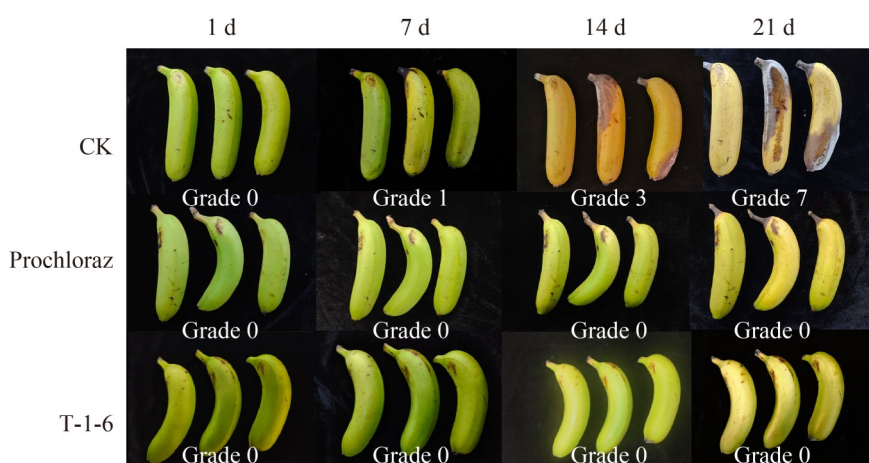 1 d 7 d 14 d 21 d
CK
Grade 0 Grade 1 Grade 3 Grade 7
Prochloraz
Grade 0 Grade 0 Grade 0 Grade 0
T-1-6
Grade 0 Grade 0 Grade 0 Grade 0